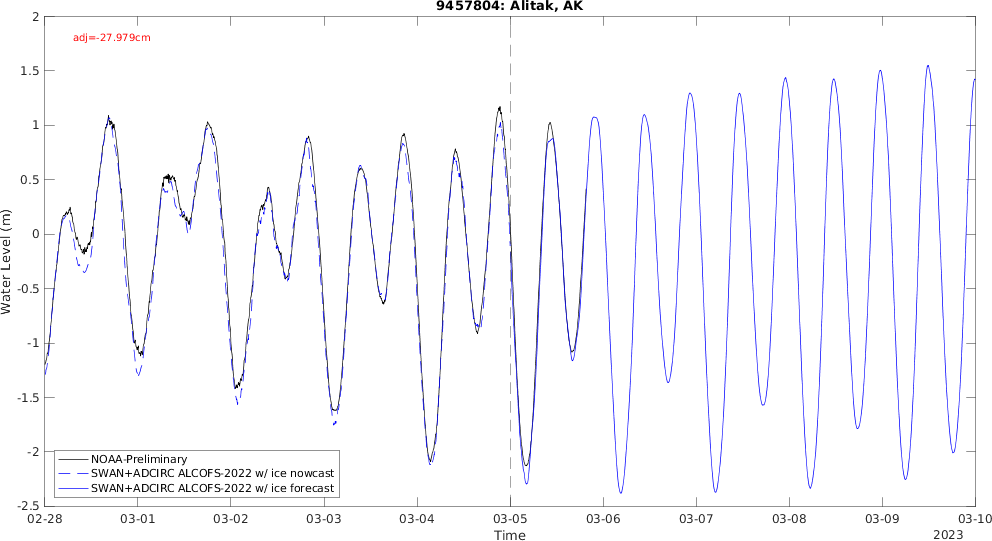 9457804: Alitak, AK
adj=-27.979cm
2
1.5
1
0.5
0
-0.5
-1
-1.5
-2
-2.5
Water Level (m)
NOAA-Preliminary
SWAN+ADCIRC ALCOFS-2022 w/ ice nowcast
SWAN+ADCIRC ALCOFS-2022 w/ ice forecast
02-28 03-01 03-02 03-03 03-04 03-05 03-06 03-07 03-08 03-09 03-10
Time
2023